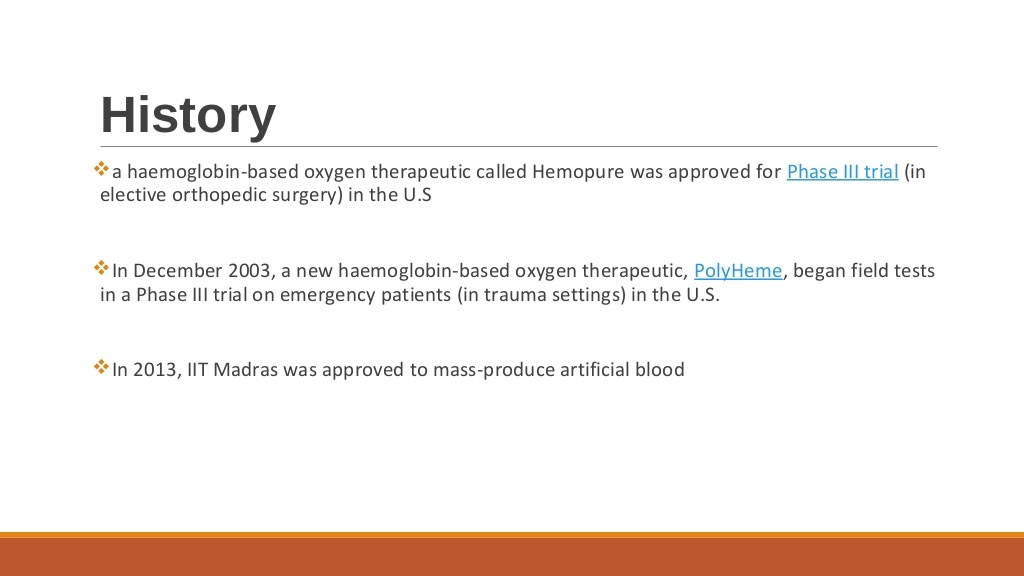 History
❖a haemoglobin-based oxygen therapeutic called Hemopure was approved for Phase III trial (in
elective orthopedic surgery) in the U.S
❖In December 2003, a new haemoglobin-based oxygen therapeutic, PolyHeme, began field tests
in a Phase III trial on emergency patients (in trauma settings) in the U.S.
❖In 2013, IIT Madras was approved to mass-produce artificial blood